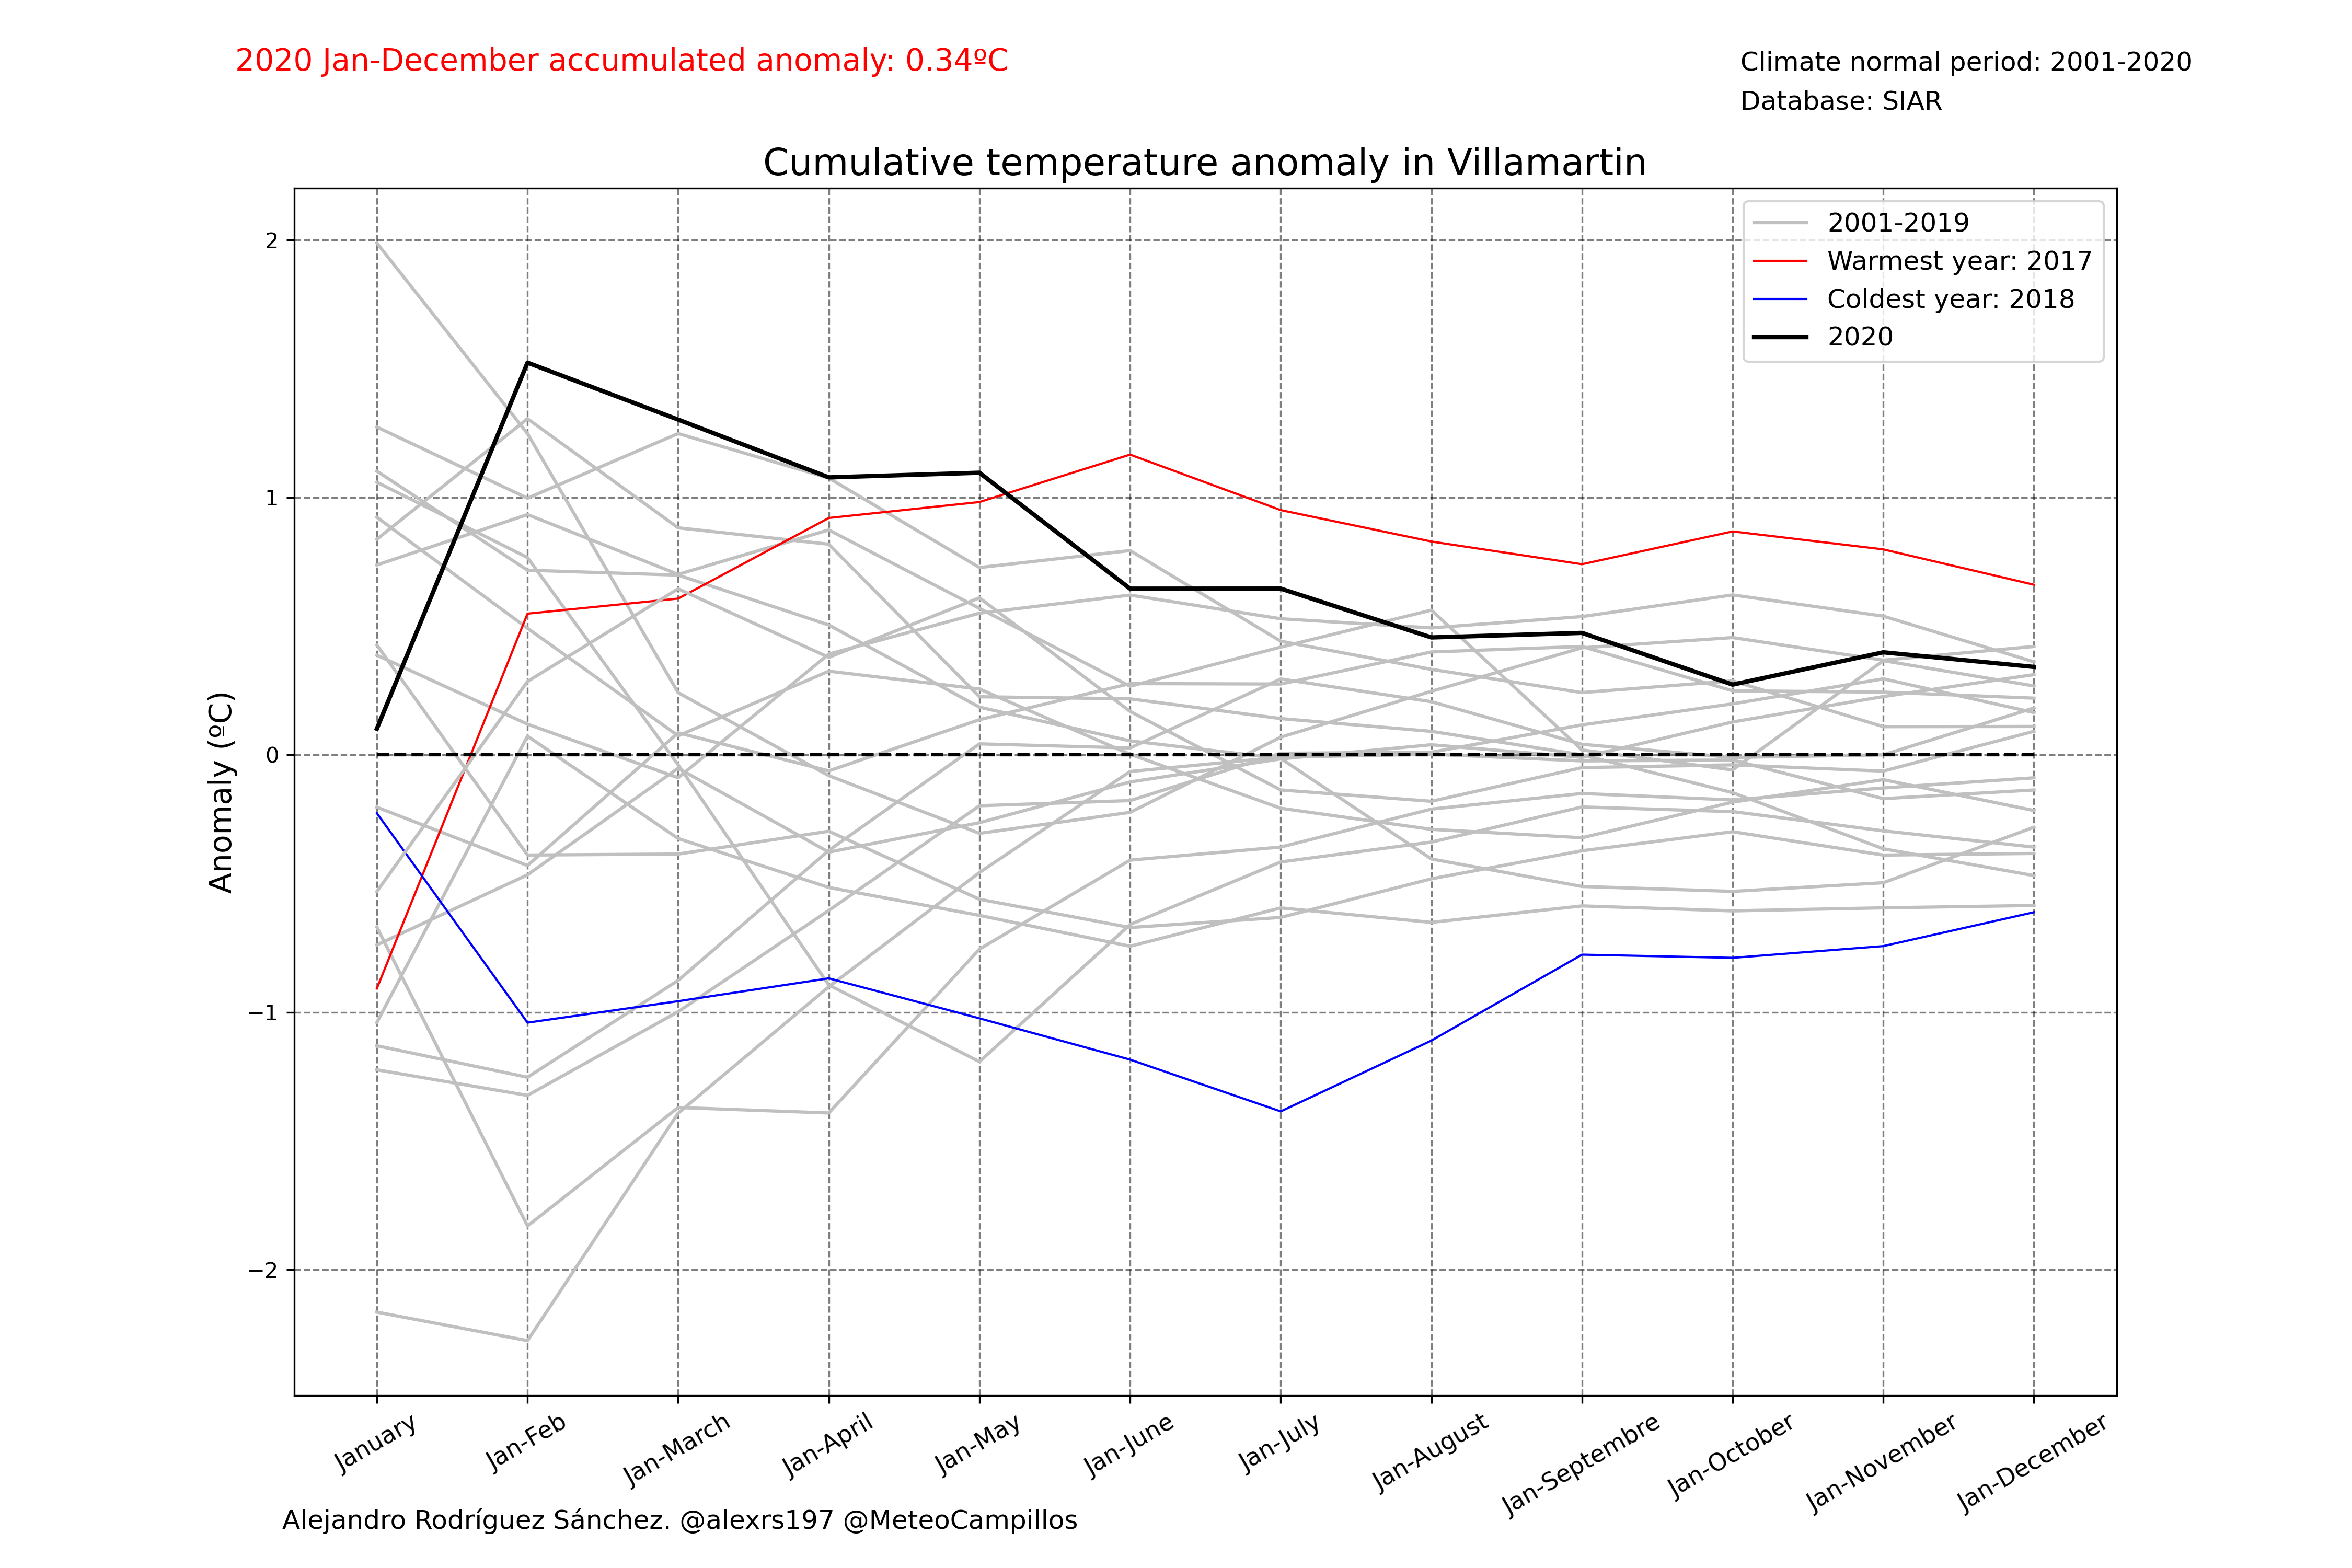 2020 Jan-December accumulated anomaly: 0.34ºC
Climate normal period: 2001-2020
Database: SIAR
Cumulative temperature anomaly in Villamartin
2001-2019
Warmest year: 2017
Coldest year: 2018
2020
Anomaly (ºC)
2
1
0
−1
−2
January
Jan-Feb
Jan-March
Jan-April
Jan-May
Jan-June
Jan-July
Jan-August
Jan-Septembre
Jan-October
Jan-November
Jan-December
Alejandro Rodríguez Sánchez. @alexrs197 @MeteoCampillos